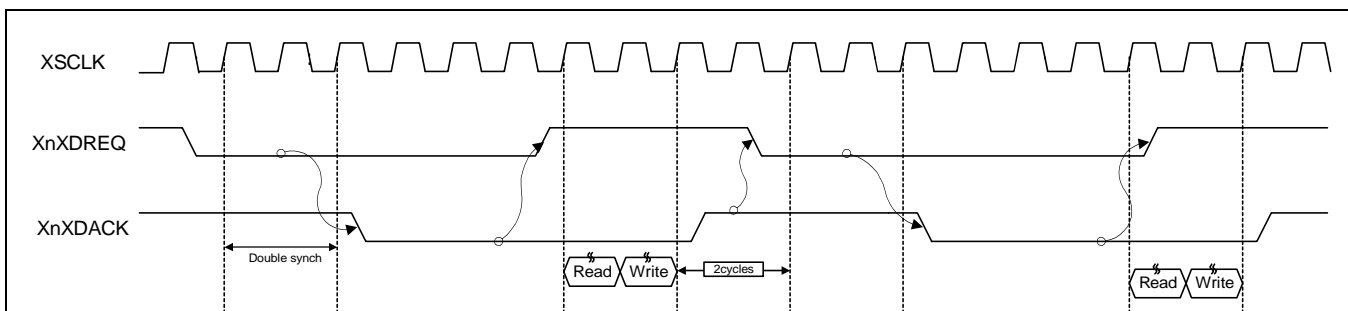 XSCLK
XnXDREQ
XnXDACK
Double synch
Read Write
2cycles
Read Write